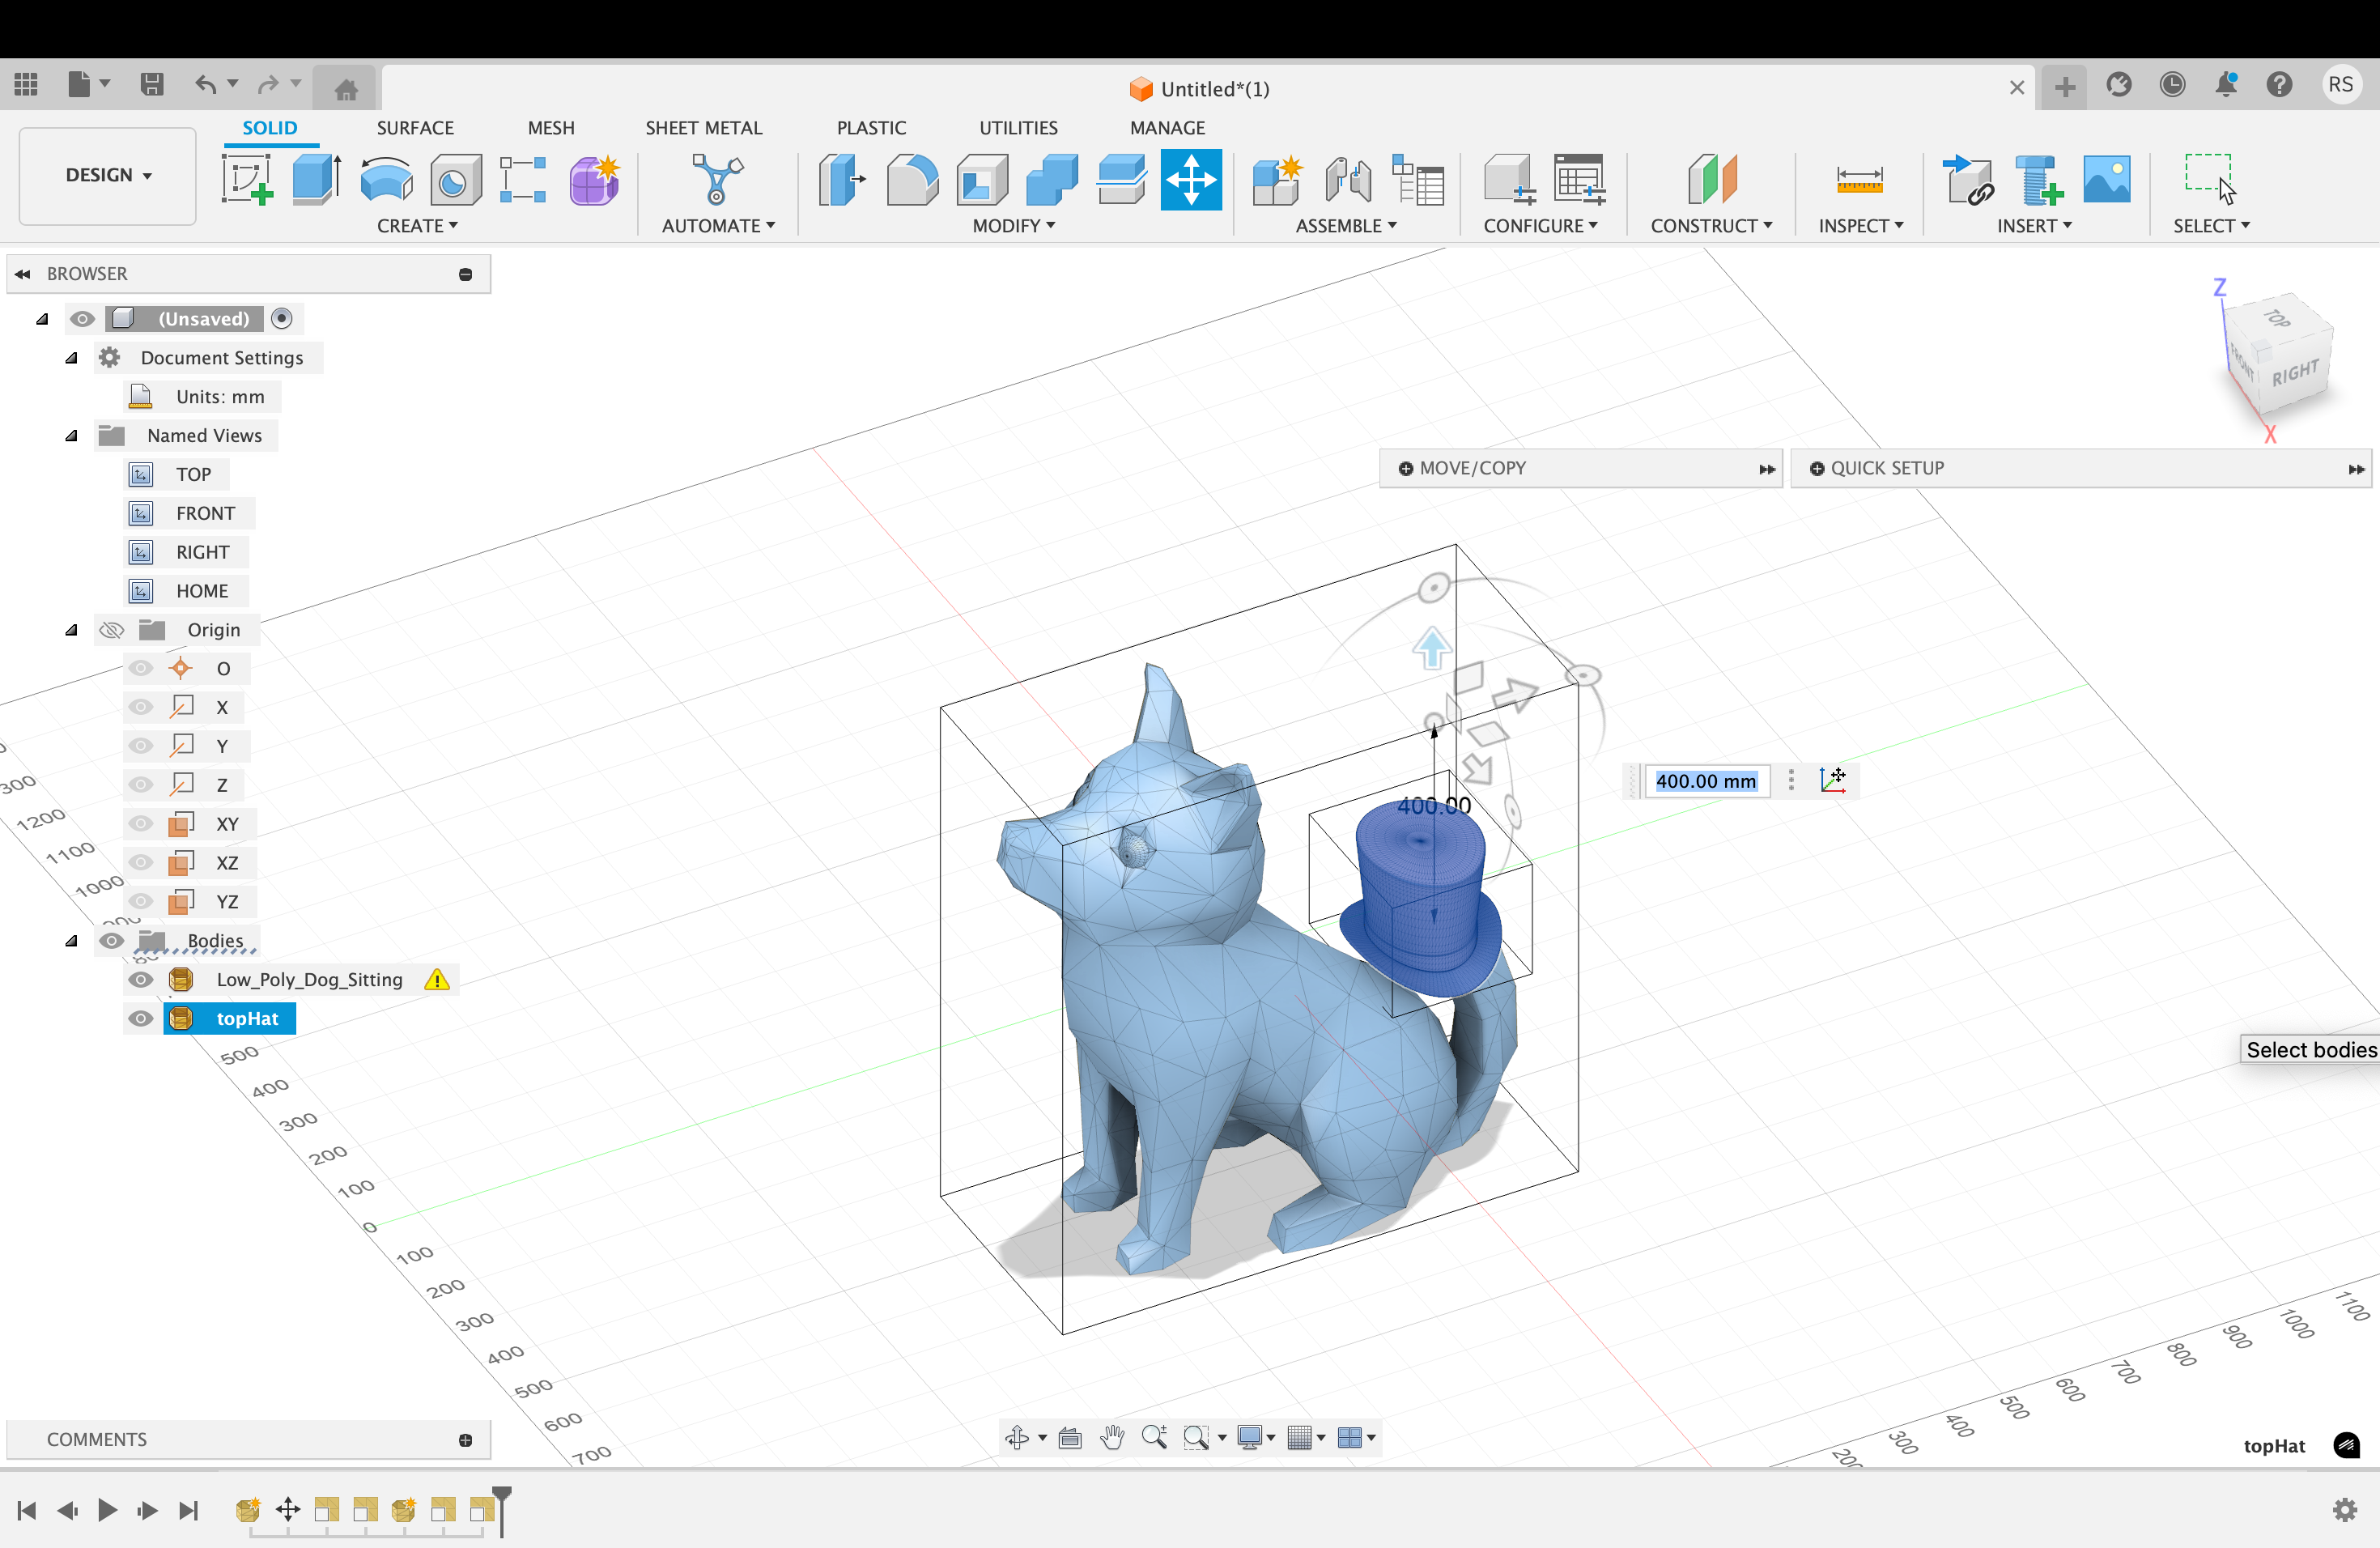 Untitled*(1)
RS
DESIGN
SOLID
SURFACE
MESH
SHEET METAL
PLASTIC
UTILITIES
MANAGE
CREATE
AUTOMATE
MODIFY
ASSEMBLE
CONFIGURE
CONSTRUCT
INSPECT
INSERT
SELECT
BROWSER
(Unsaved)
Document Settings
Units: mm
Named Views
TOP
FRONT
RIGHT
HOME
Origin
O
X
Y
Z
XY
XZ
YZ
Bodies
Low_Poly_Dog_Sitting
topHat
Z
TOP
FRONT
RIGHT
X
MOVE/COPY
QUICK SETUP
400.00 mm
400.00
Select bodies
1200
1100
1000
500
400
300
200
100
0
100
200
300
400
500
600
700
300
400
500
600
700
800
900
1000
1100
COMMENTS
topHat